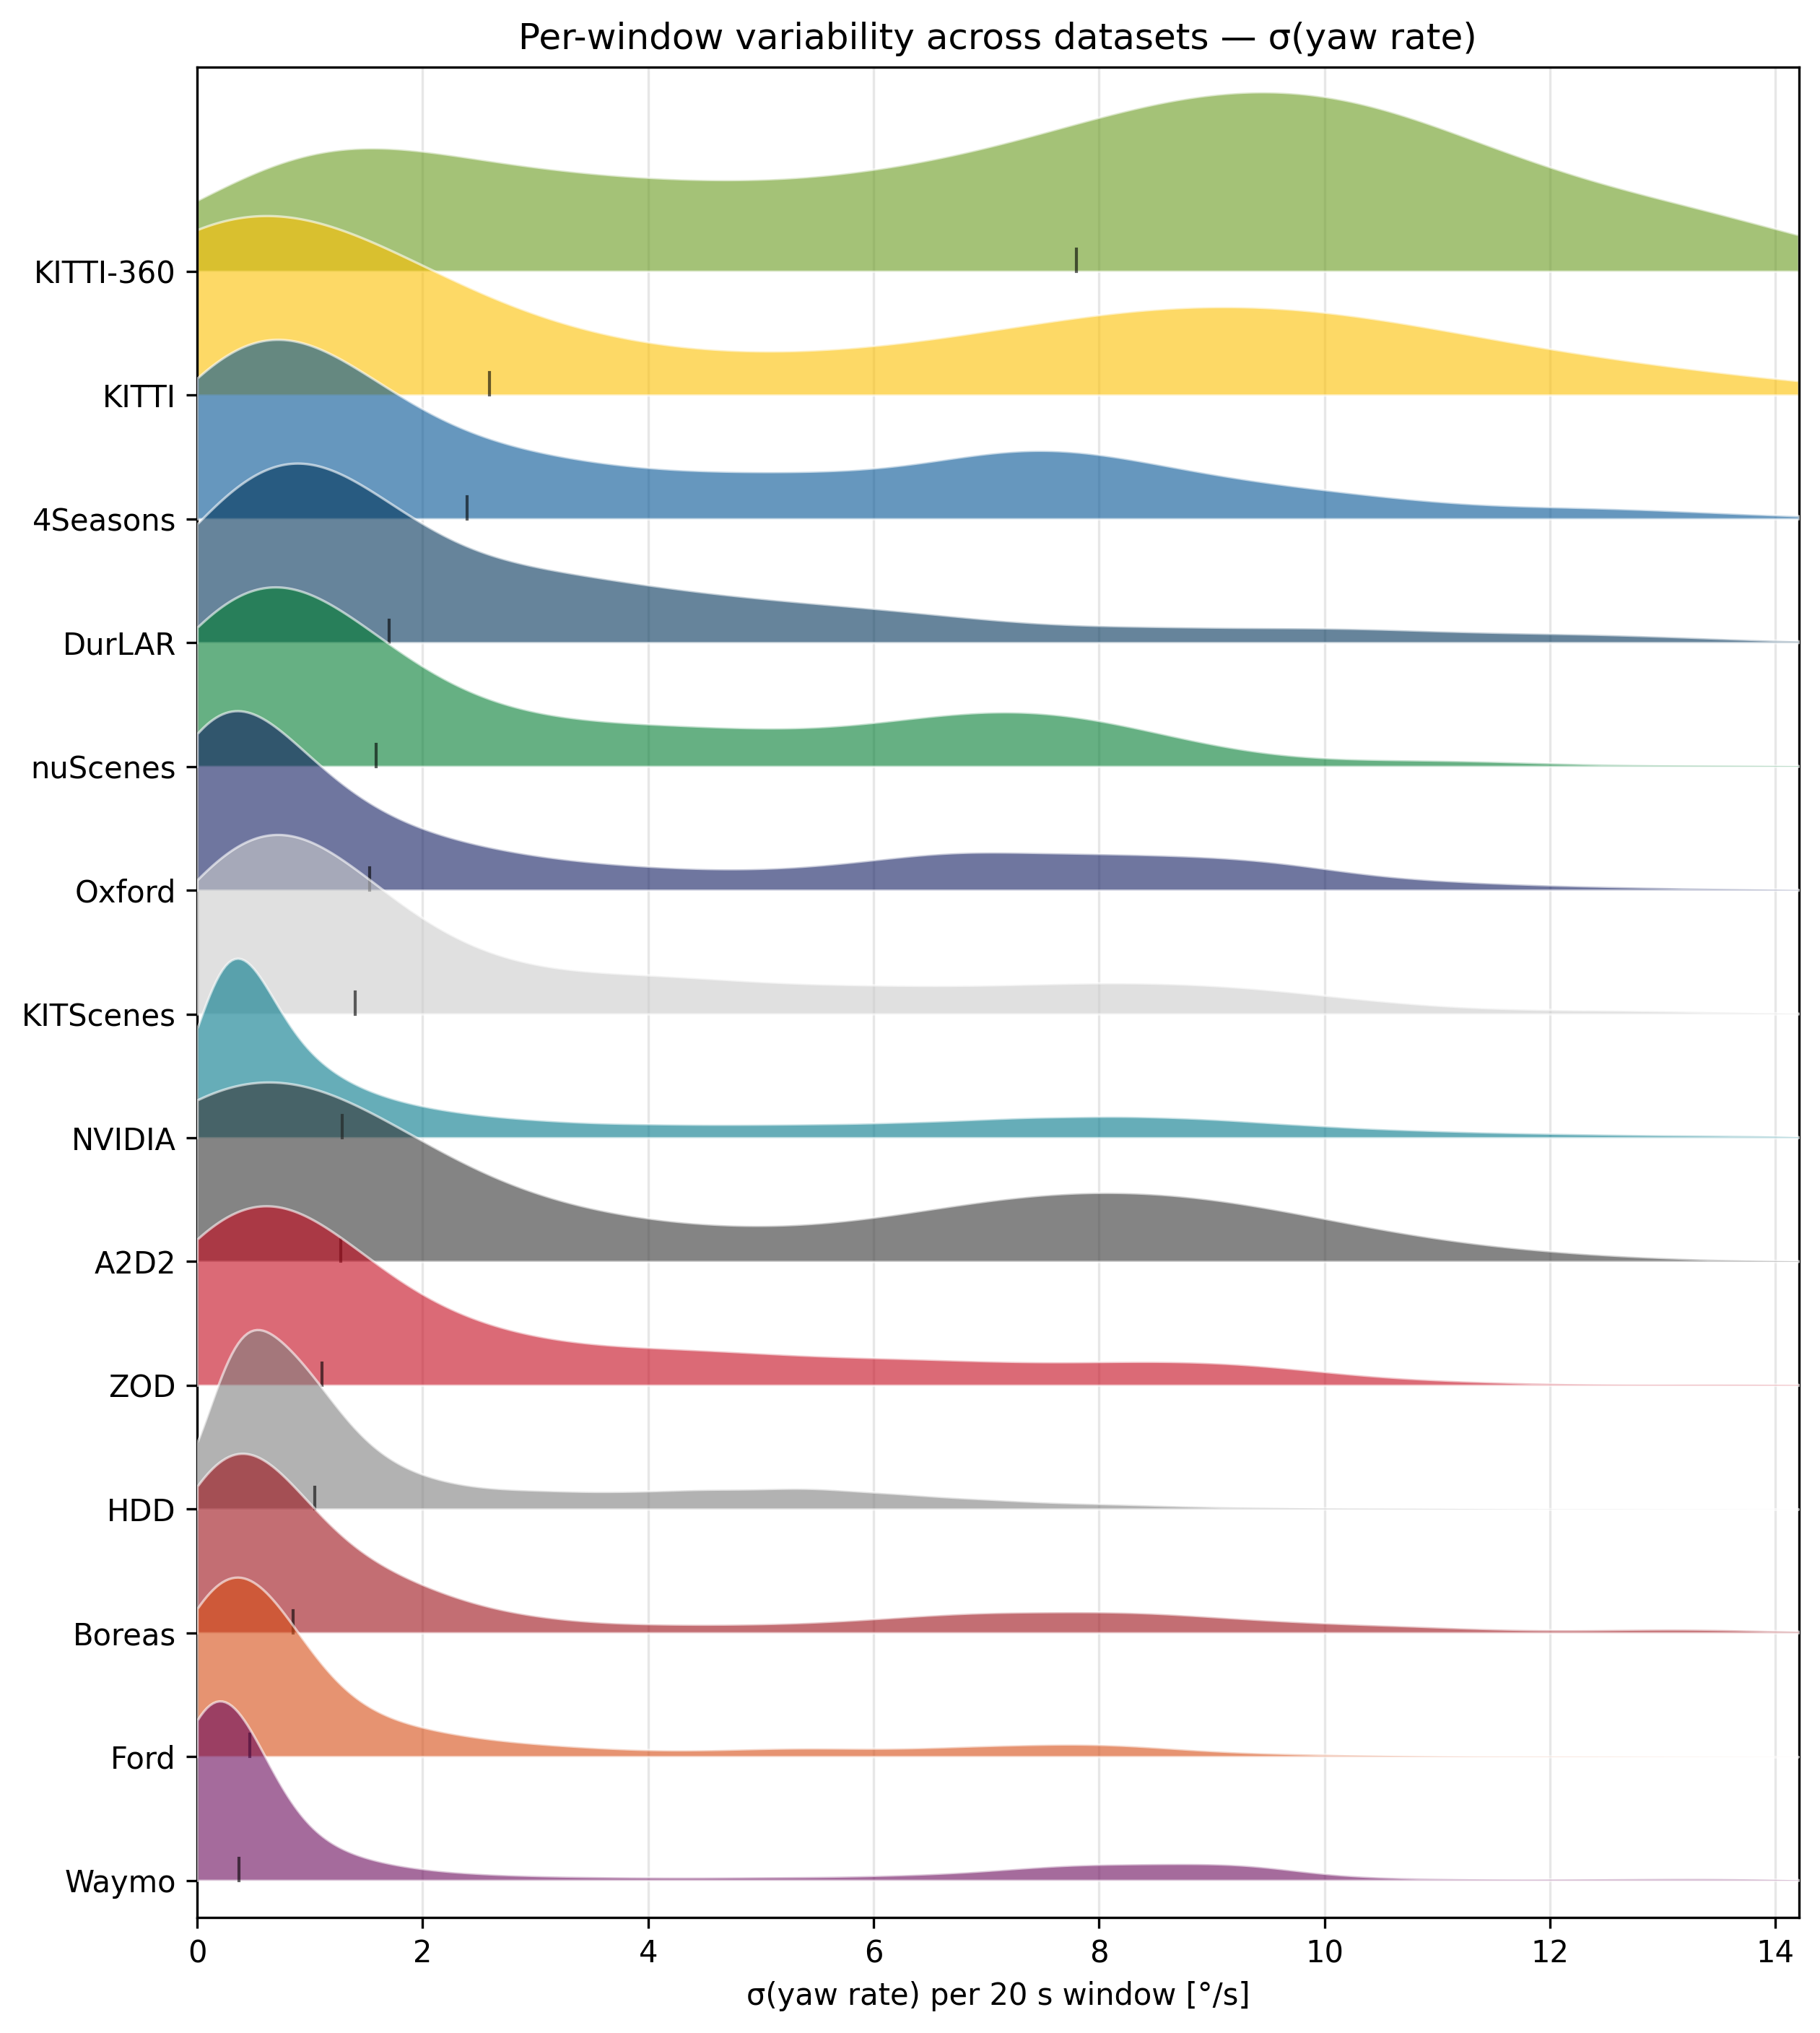 Per-window variability across datasets — σ(yaw rate)
KITTI-360
KITTI
4Seasons
DurLAR
nuScenes
Oxford
KITScenes
NVIDIA
A2D2
ZOD
HDD
Boreas
Ford
Waymo
0 2 4 6 8 10 12 14
σ(yaw rate) per 20 s window [°/s]